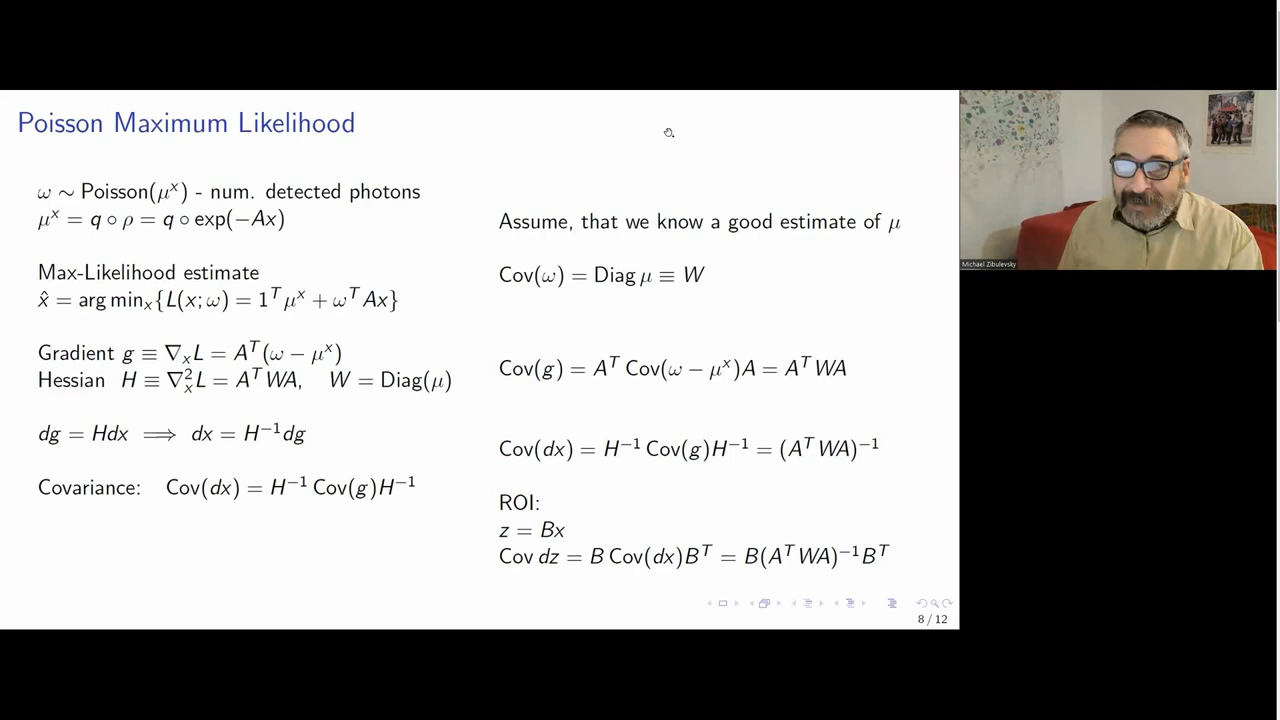 Poisson Maximum Likelihood
ω ∼ Poisson(μˣ) - num. detected photons
μˣ = q ∘ ρ = q ∘ exp(−Ax)
Max-Likelihood estimate
x̂ = arg minₓ{L(x; ω) = 1ᵀμˣ + ωᵀAx}
Gradient g ≡ ∇ₓL = Aᵀ(ω − μˣ)
Hessian H ≡ ∇²ₓL = AᵀWA, W = Diag(μ)
dg = Hdx ⟹ dx = H⁻¹dg
Covariance: Cov(dx) = H⁻¹ Cov(g)H⁻¹
Assume, that we know a good estimate of μ
Cov(ω) = Diag μ ≡ W
Cov(g) = Aᵀ Cov(ω − μˣ)A = AᵀWA
Cov(dx) = H⁻¹ Cov(g)H⁻¹ = (AᵀWA)⁻¹
ROI:
z = Bx
Cov dz = B Cov(dx)Bᵀ = B(AᵀWA)⁻¹Bᵀ
8 / 12
Michael Zibulevsky